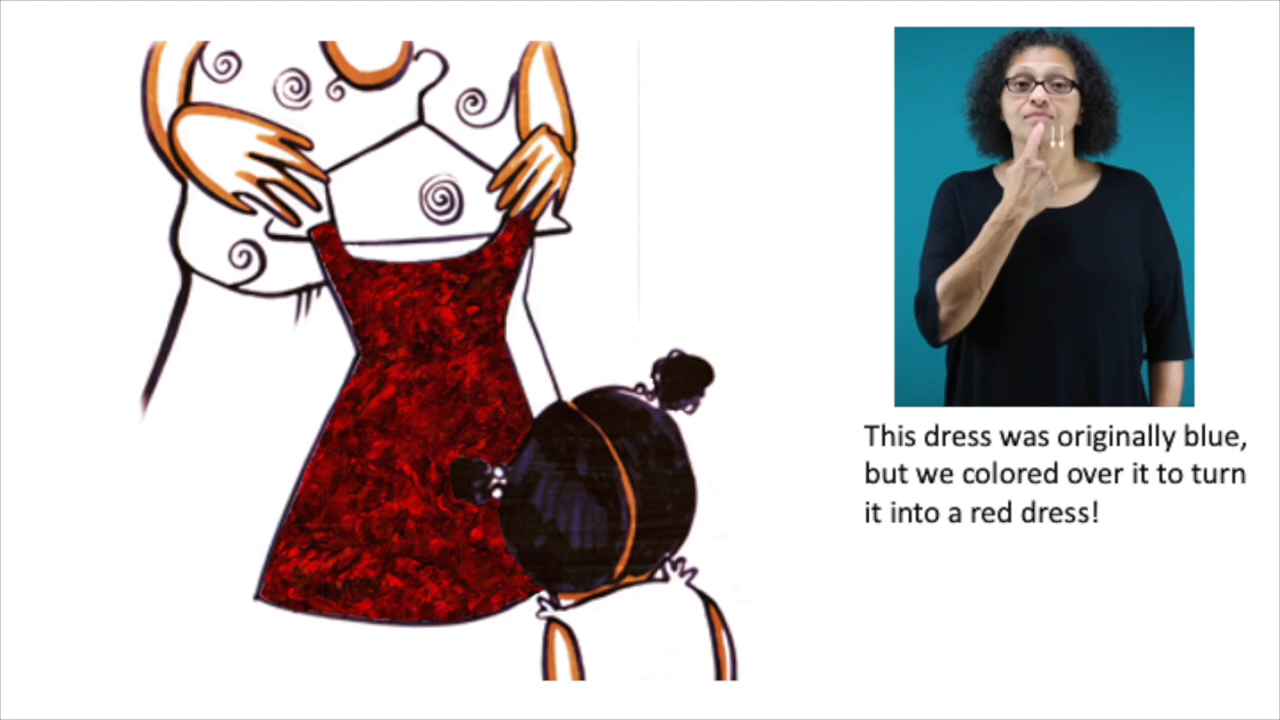 This dress was originally blue,
but we colored over it to turn
it into a red dress!